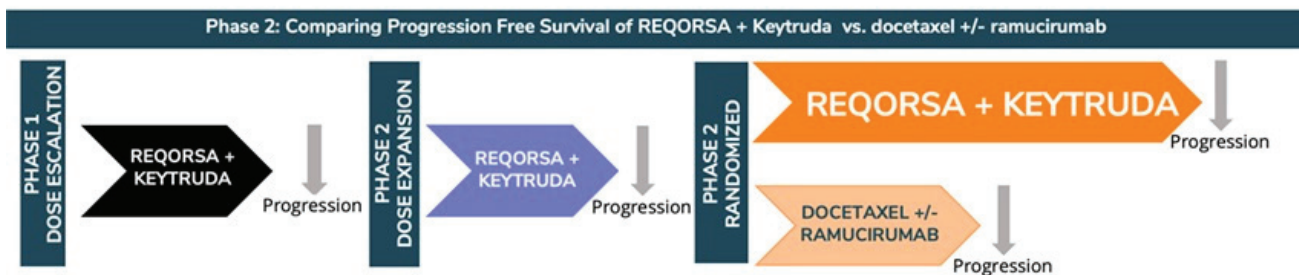 Phase 2: Comparing Progression Free Survival of REQORSA + Keytruda vs. docetaxel +/- ramucirumab
PHASE 1
DOSE ESCALATION
REQORSA +
KEYTRUDA
Progression
PHASE 2
DOSE EXPANSION
REQORSA +
KEYTRUDA
Progression
PHASE 2
RANDOMIZED
REQORSA + KEYTRUDA
Progression
DOCETAXEL +/-
RAMUCIRUMAB
Progression